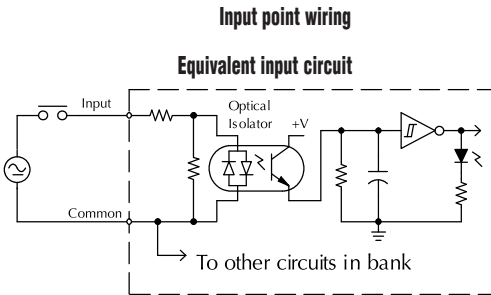 Input point wiring
Equivalent input circuit
Input
Optical
Isolator
+V
Common
To other circuits in bank